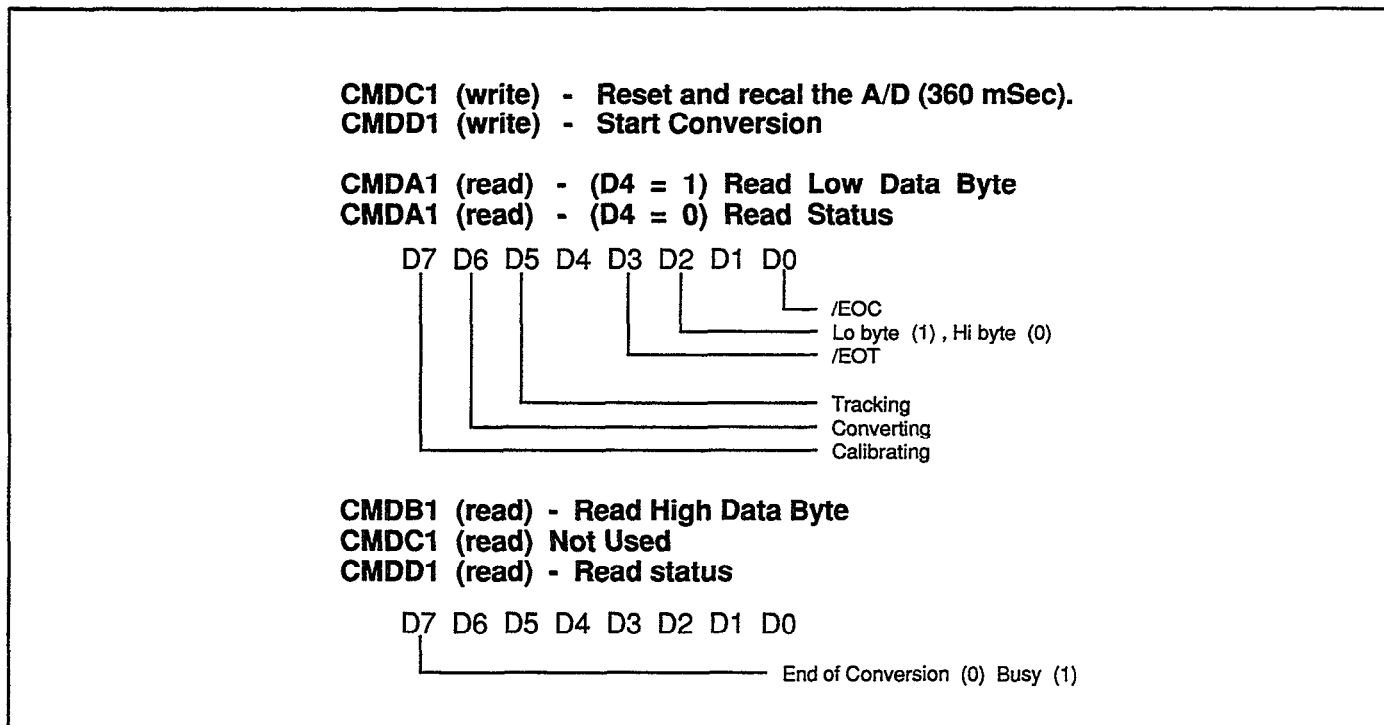 CMDC1 (write) - Reset and recal the A/D (360 mSec).
CMDD1 (write) - Start Conversion
CMDA1 (read) - (D4 = 1) Read Low Data Byte
CMDA1 (read) - (D4 = 0) Read Status
D7 D6 D5 D4 D3 D2 D1 D0
/EOC
Lo byte (1) , Hi byte (0)
/EOT
Tracking
Converting
Calibrating
CMDB1 (read) - Read High Data Byte
CMDC1 (read) Not Used
CMDD1 (read) - Read status
D7 D6 D5 D4 D3 D2 D1 D0
End of Conversion (0) Busy (1)